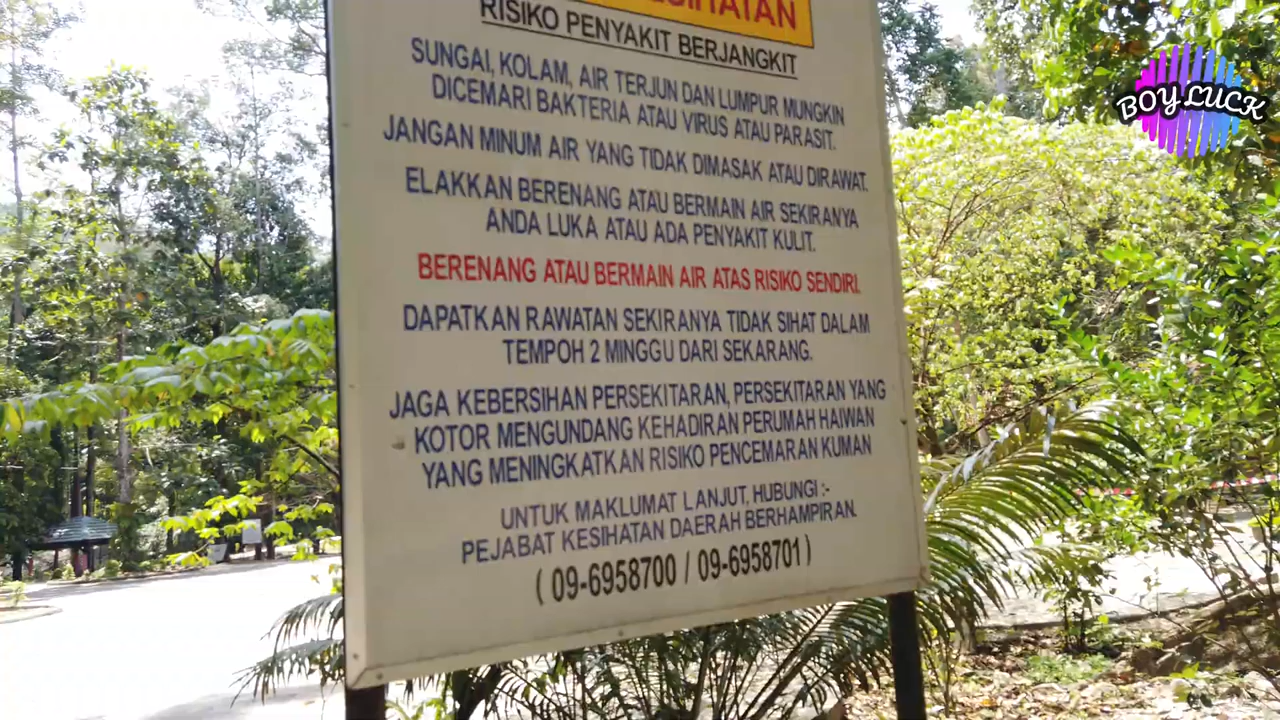 RISIKO PENYAKIT BERJANGKIT
SUNGAI, KOLAM, AIR TERJUN DAN LUMPUR MUNGKIN
DICEMARI BAKTERIA ATAU VIRUS ATAU PARASIT.
JANGAN MINUM AIR YANG TIDAK DIMASAK ATAU DIRAWAT.
ELAKKAN BERENANG ATAU BERMAIN AIR SEKIRANYA
ANDA LUKA ATAU ADA PENYAKIT KULIT.
BERENANG ATAU BERMAIN AIR ATAS RISIKO SENDIRI.
DAPATKAN RAWATAN SEKIRANYA TIDAK SIHAT DALAM
TEMPOH 2 MINGGU DARI SEKARANG.
JAGA KEBERSIHAN PERSEKITARAN, PERSEKITARAN YANG
KOTOR MENGUNDANG KEHADIRAN PERUMAH HAIWAN
YANG MENINGKATKAN RISIKO PENCEMARAN KUMAN
UNTUK MAKLUMAT LANJUT, HUBUNGI :-
PEJABAT KESIHATAN DAERAH BERHAMPIRAN.
( 09-6958700 / 09-6958701 )
BOY LUCK